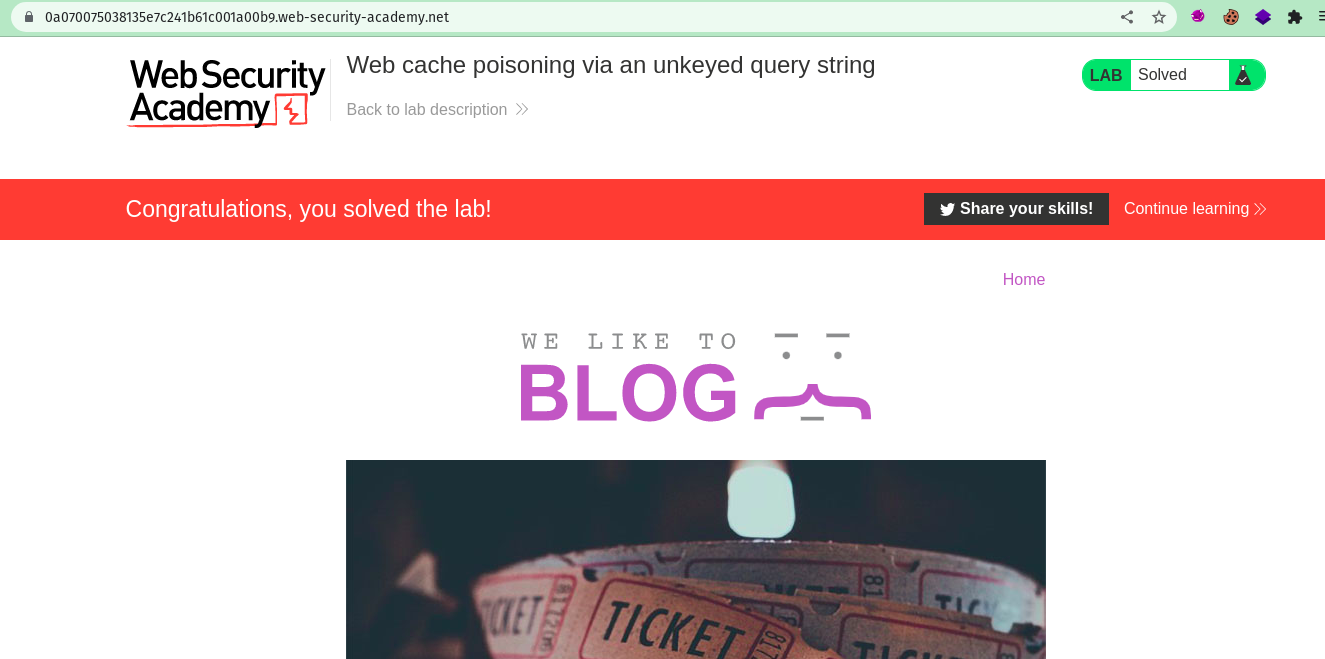 0a070075038135e7c241b61c001a00b9.web-security-academy.net
Web Security
Academy
Web cache poisoning via an unkeyed query string
Back to lab description
LAB Solved
Congratulations, you solved the lab!
Share your skills!
Continue learning
Home
WE LIKE TO
BLOG
TICKET
TICKET